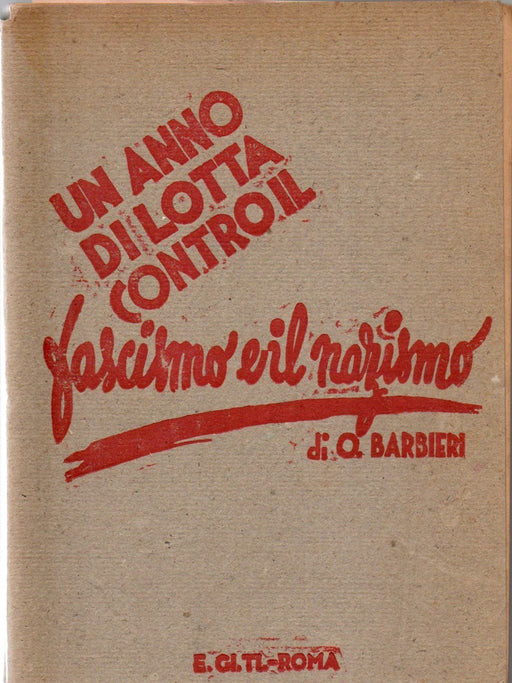 UN ANNO
DI LOTTA
CONTRO IL
fascismo e il nazismo
di O. BARBIERI
E. GI. TI.-ROMA